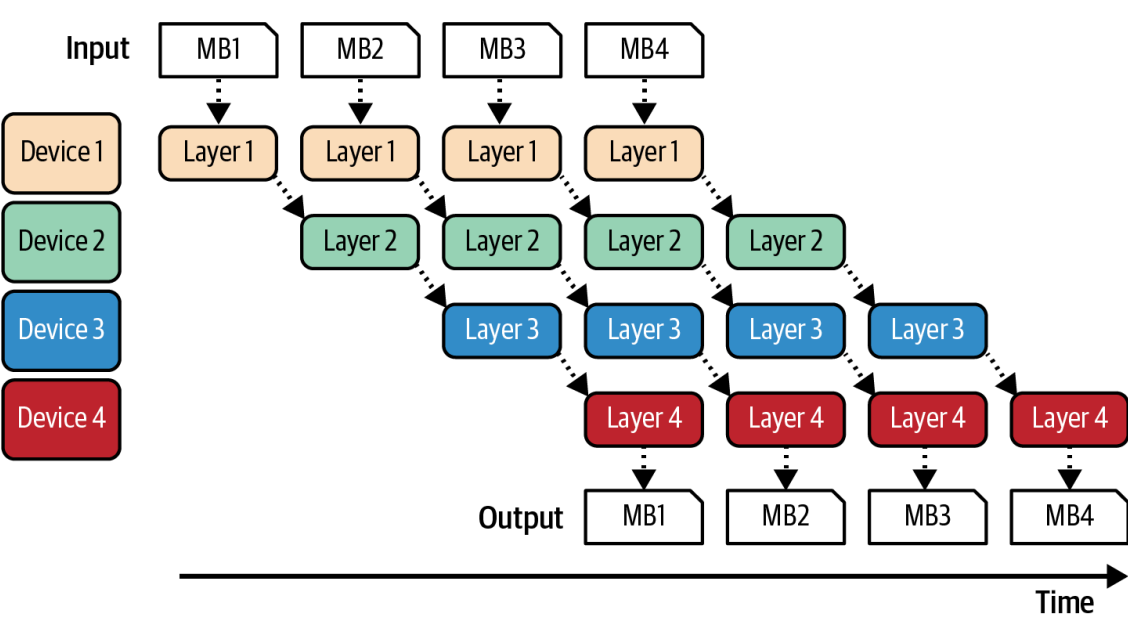 Input
MB1
MB2
MB3
MB4
Device 1
Layer 1
Layer 1
Layer 1
Layer 1
Device 2
Layer 2
Layer 2
Layer 2
Layer 2
Device 3
Layer 3
Layer 3
Layer 3
Layer 3
Device 4
Layer 4
Layer 4
Layer 4
Layer 4
Output
MB1
MB2
MB3
MB4
Time